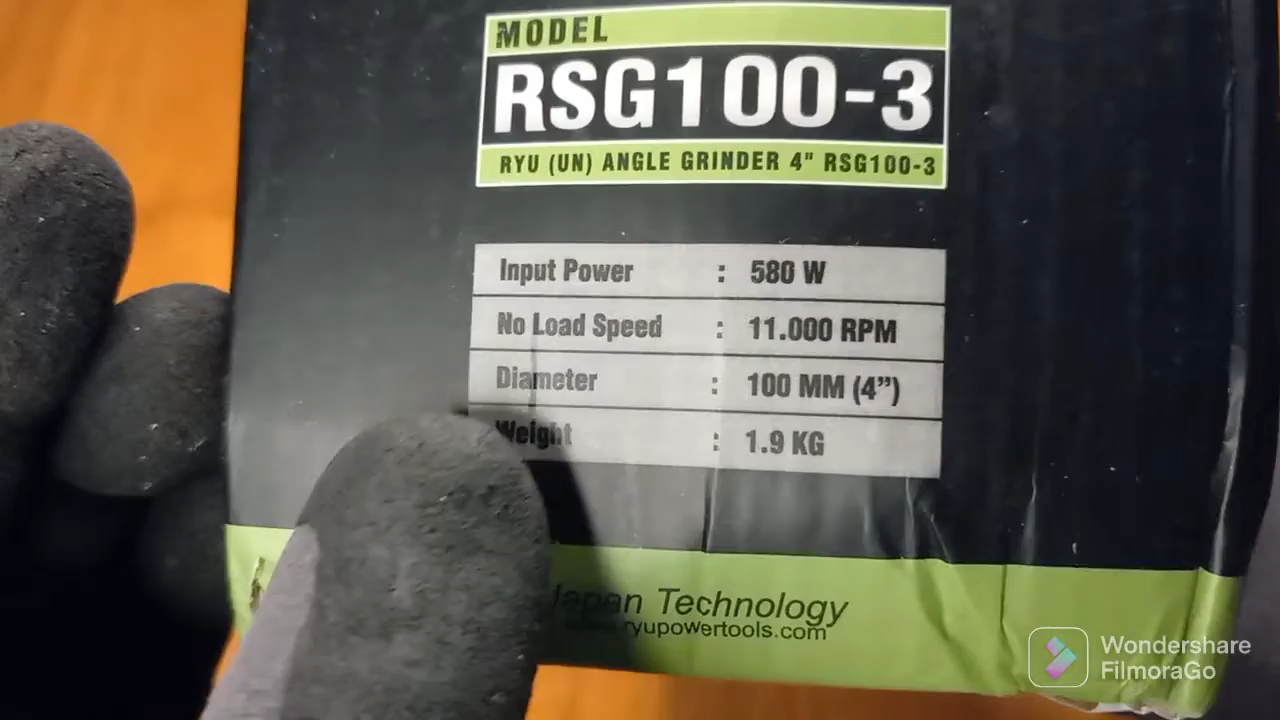 MODEL
RSG100-3
RYU (UN) ANGLE GRINDER 4" RSG100-3
Input Power : 580 W
No Load Speed : 11.000 RPM
Diameter : 100 MM (4”)
Weight : 1.9 KG
Japan Technology
ryupowertools.com
Wondershare
FilmoraGo